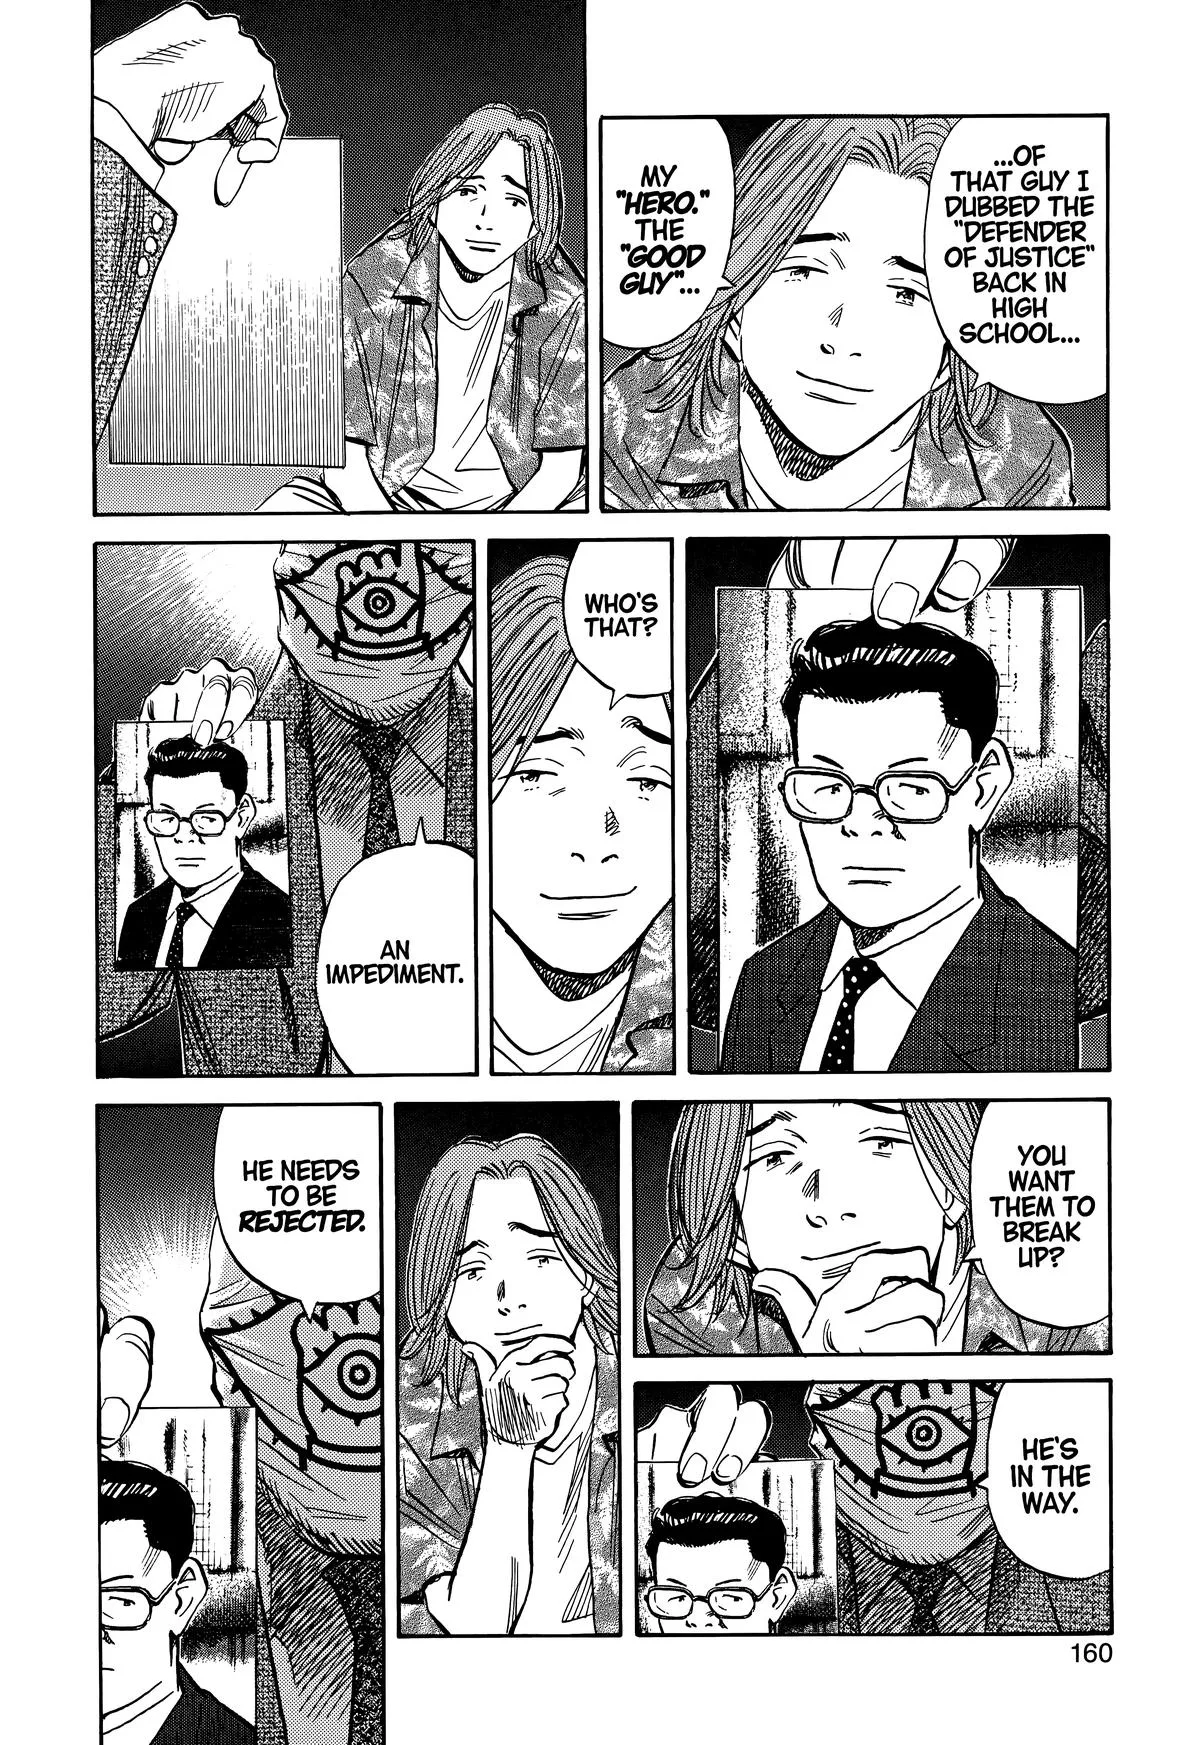 ...OF
THAT GUY I
DUBBED THE
"DEFENDER
OF JUSTICE"
BACK IN
HIGH
SCHOOL...
MY
"HERO."
THE
"GOOD
GUY"...
WHO'S
THAT?
AN
IMPEDIMENT.
YOU
WANT
THEM TO
BREAK
UP?
HE'S
IN THE
WAY.
HE NEEDS
TO BE
REJECTED.
160